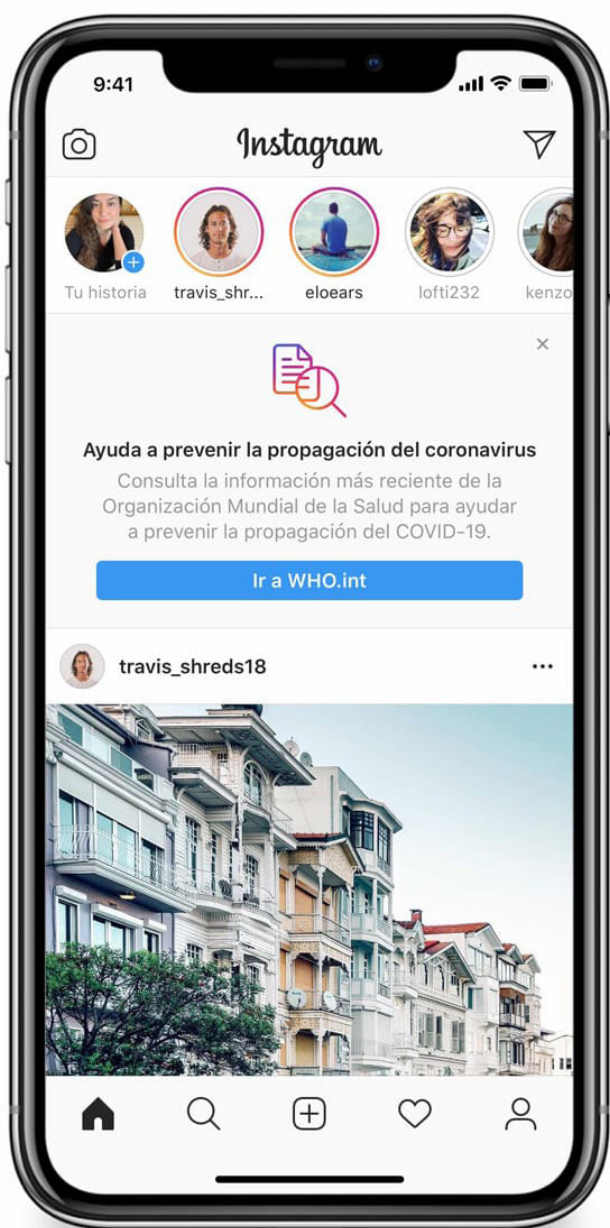 9:41
Instagram
Tu historia
travis_shr...
eloears
lofti232
kenzo
Ayuda a prevenir la propagación del coronavirus
Consulta la información más reciente de la
Organización Mundial de la Salud para ayudar
a prevenir la propagación del COVID-19.
Ir a WHO.int
travis_shreds18